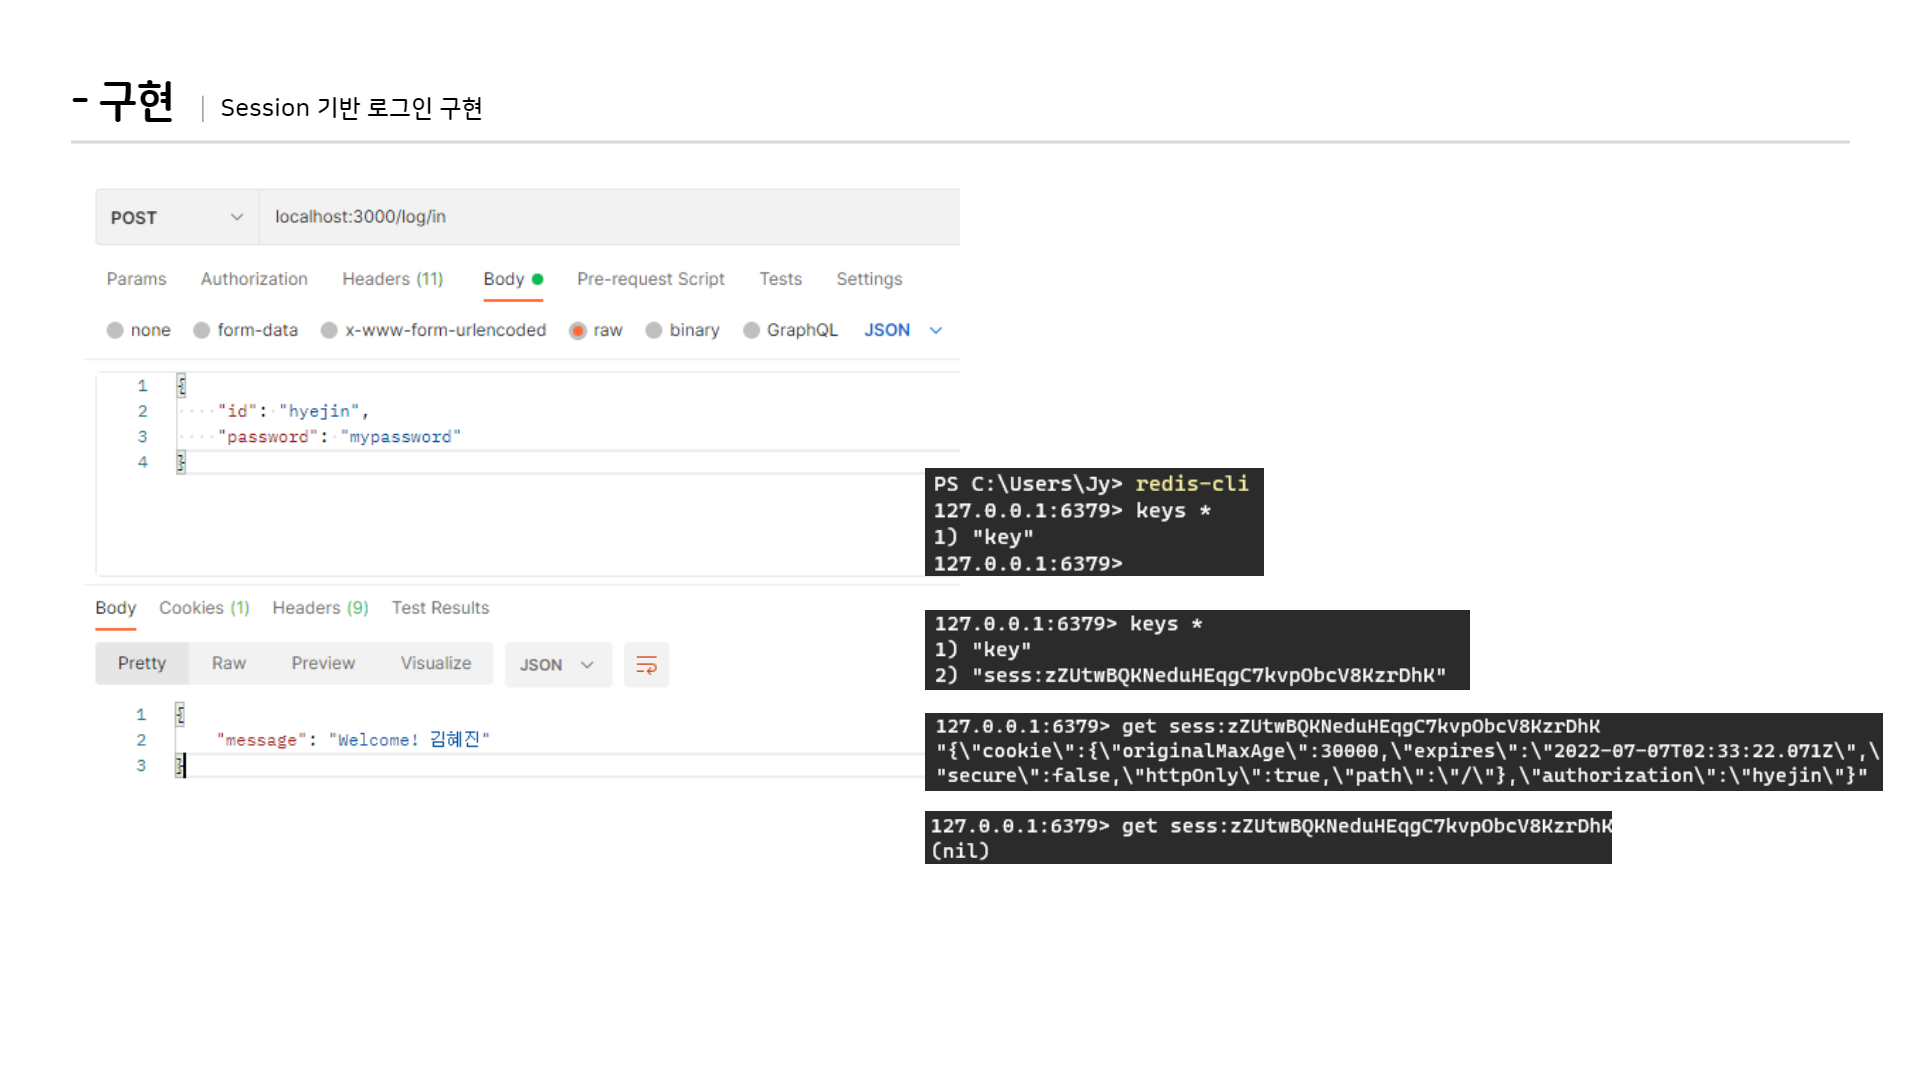 - 구현 | Session 기반 로그인 구현
POST localhost:3000/log/in
Params Authorization Headers (11) Body Pre-request Script Tests Settings
none form-data x-www-form-urlencoded raw binary GraphQL JSON
1 {
2 "id": "hyejin",
3 "password": "mypassword"
4 }
Body Cookies (1) Headers (9) Test Results
Pretty Raw Preview Visualize JSON
1 {
2 "message": "Welcome! 김혜진"
3 }
PS C:\Users\Jy> redis-cli
127.0.0.1:6379> keys *
1) "key"
127.0.0.1:6379>
127.0.0.1:6379> keys *
1) "key"
2) "sess:zZUtwBQKNeduHEqgC7kvpObcV8KzrDhK"
127.0.0.1:6379> get sess:zZUtwBQKNeduHEqgC7kvpObcV8KzrDhK
"{\"cookie\":{\"originalMaxAge\":30000,\"expires\":\"2022-07-07T02:33:22.071Z\",\
"secure\":false,\"httpOnly\":true,\"path\":\"/\"},\"authorization\":\"hyejin\"}"
127.0.0.1:6379> get sess:zZUtwBQKNeduHEqgC7kvpObcV8KzrDhK
(nil)